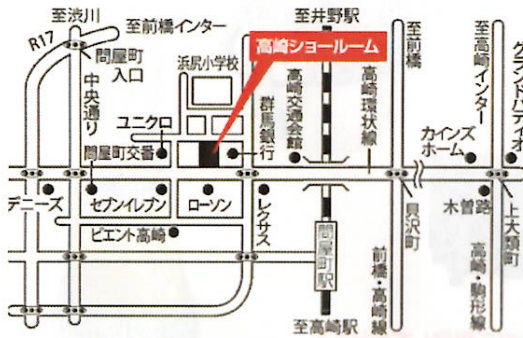 至渋川
至前橋インター
至井野駅
R17
問屋町
入口
中央通り
浜尻小学校
高崎ショールーム
至前橋
至高崎インター
グランドパティオ
ユニクロ
群馬銀行
高崎交通会館
高崎環状線
カインズ
ホーム
問屋町交番
デニーズ
セブンイレブン
ローソン
レクサス
貝沢町
木曽路
上大類町
ビエント高崎
問屋町駅
前橋・高崎線
高崎・駒形線
至高崎駅